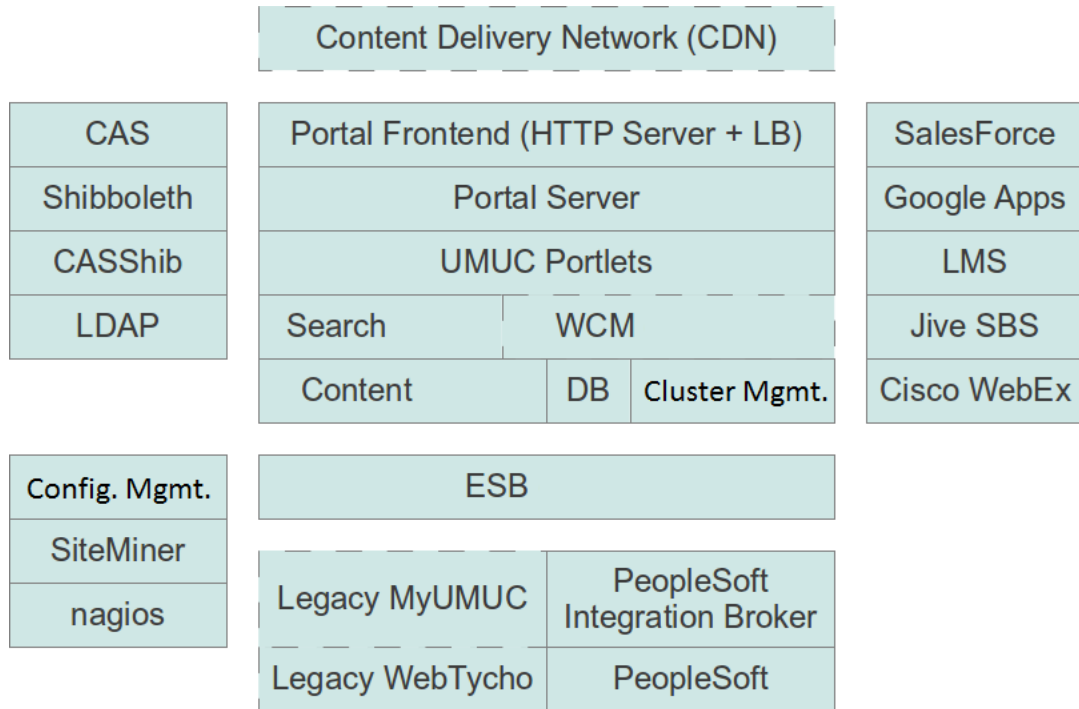 Content Delivery Network (CDN)
CAS
Shibboleth
CASShib
LDAP
Portal Frontend (HTTP Server + LB)
Portal Server
UMUC Portlets
Search
WCM
Content
DB
Cluster Mgmt.
SalesForce
Google Apps
LMS
Jive SBS
Cisco WebEx
Config. Mgmt.
SiteMiner
nagios
ESB
Legacy MyUMUC
PeopleSoft
Integration Broker
Legacy WebTycho
PeopleSoft